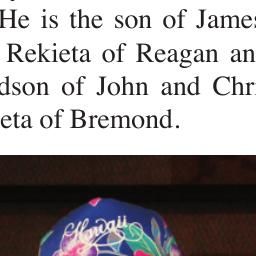 He is the son of James
Rekieta of Reagan an
dson of John and Chri
eta of Bremond.
Hawaii